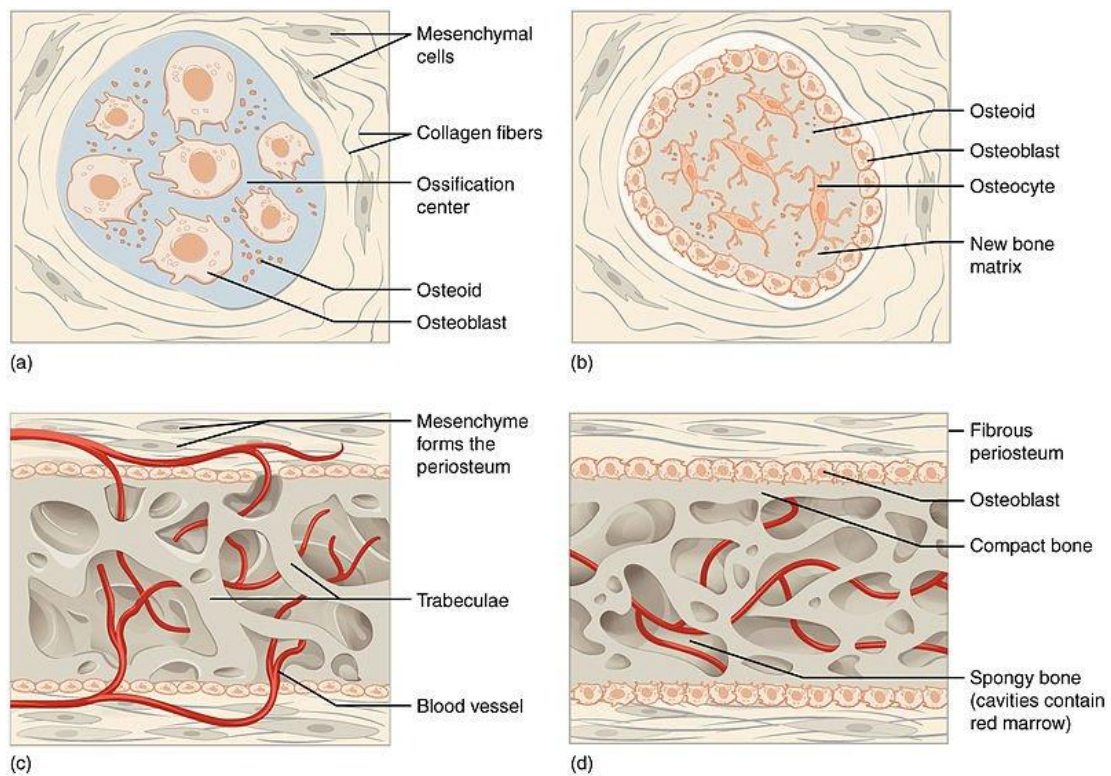 Mesenchymal
cells
Collagen fibers
Ossification
center
Osteoid
Osteoblast
(a)
Osteoid
Osteoblast
Osteocyte
New bone
matrix
(b)
Mesenchyme
forms the
periosteum
Trabeculae
Blood vessel
(c)
Fibrous
periosteum
Osteoblast
Compact bone
Spongy bone
(cavities contain
red marrow)
(d)